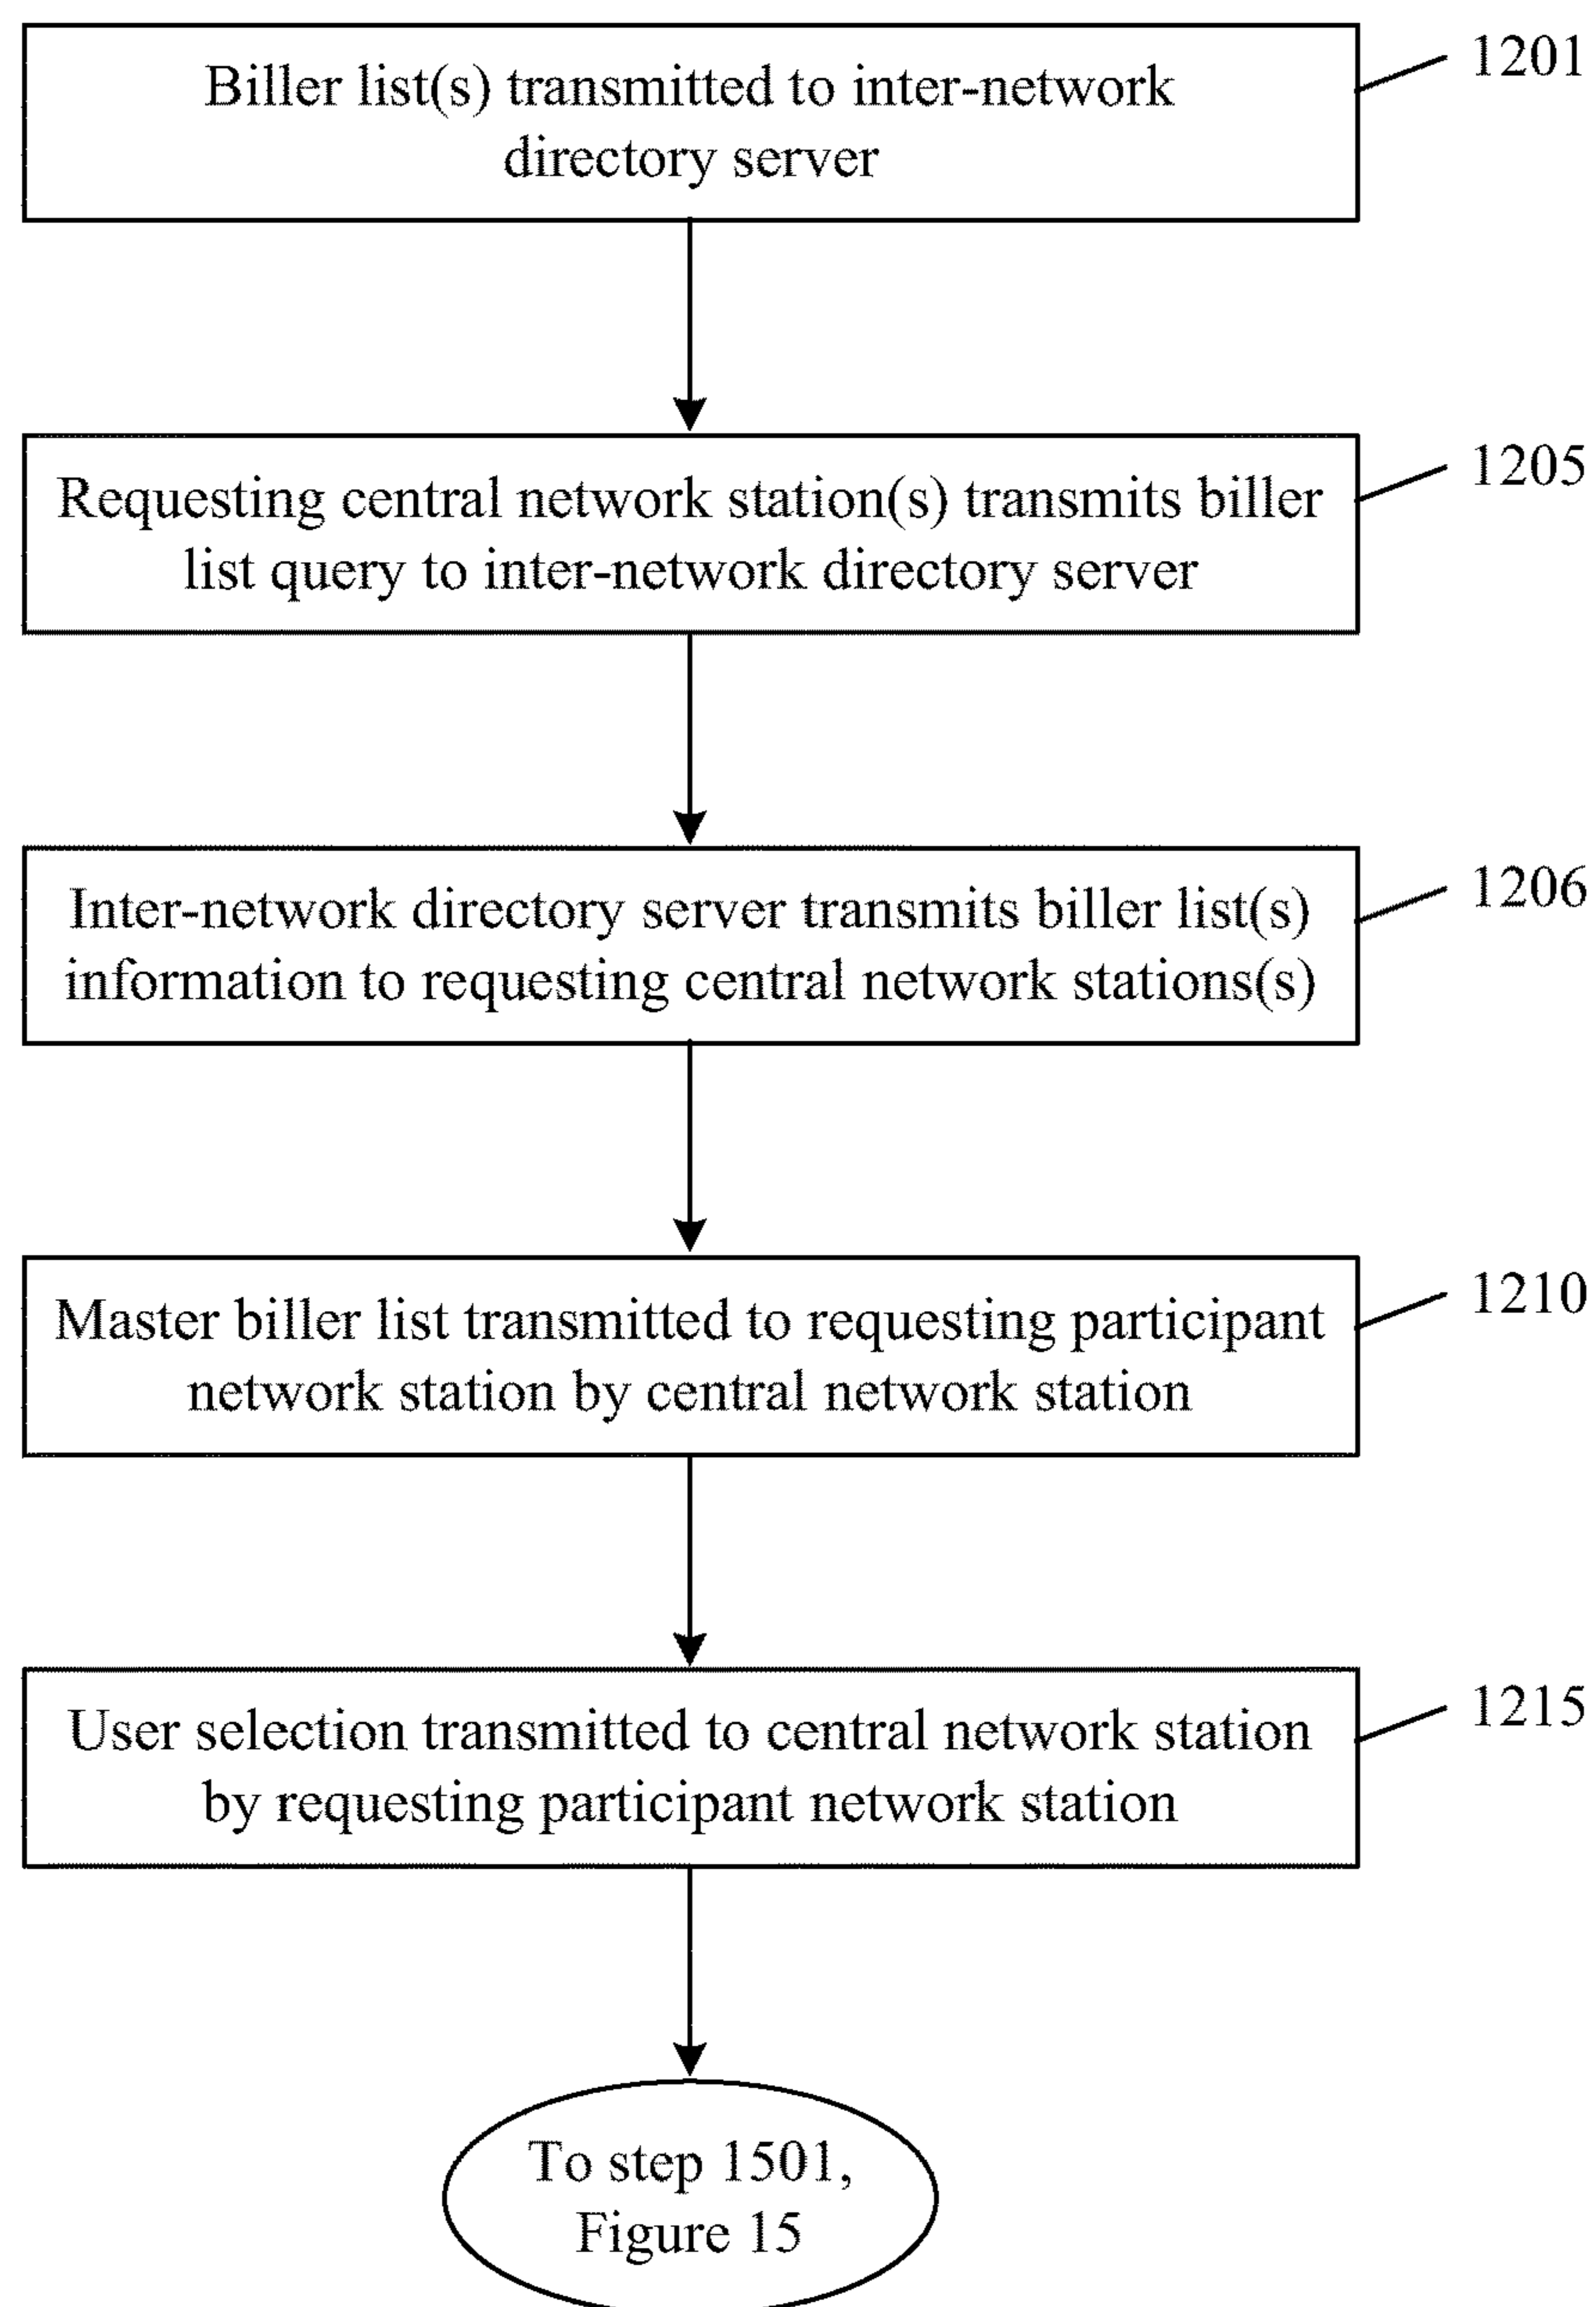 Biller list(s) transmitted to inter-network
directory server
1201
Requesting central network station(s) transmits biller
list query to inter-network directory server
1205
Inter-network directory server transmits biller list(s)
information to requesting central network stations(s)
1206
Master biller list transmitted to requesting participant
network station by central network station
1210
User selection transmitted to central network station
by requesting participant network station
1215
To step 1501,
Figure 15